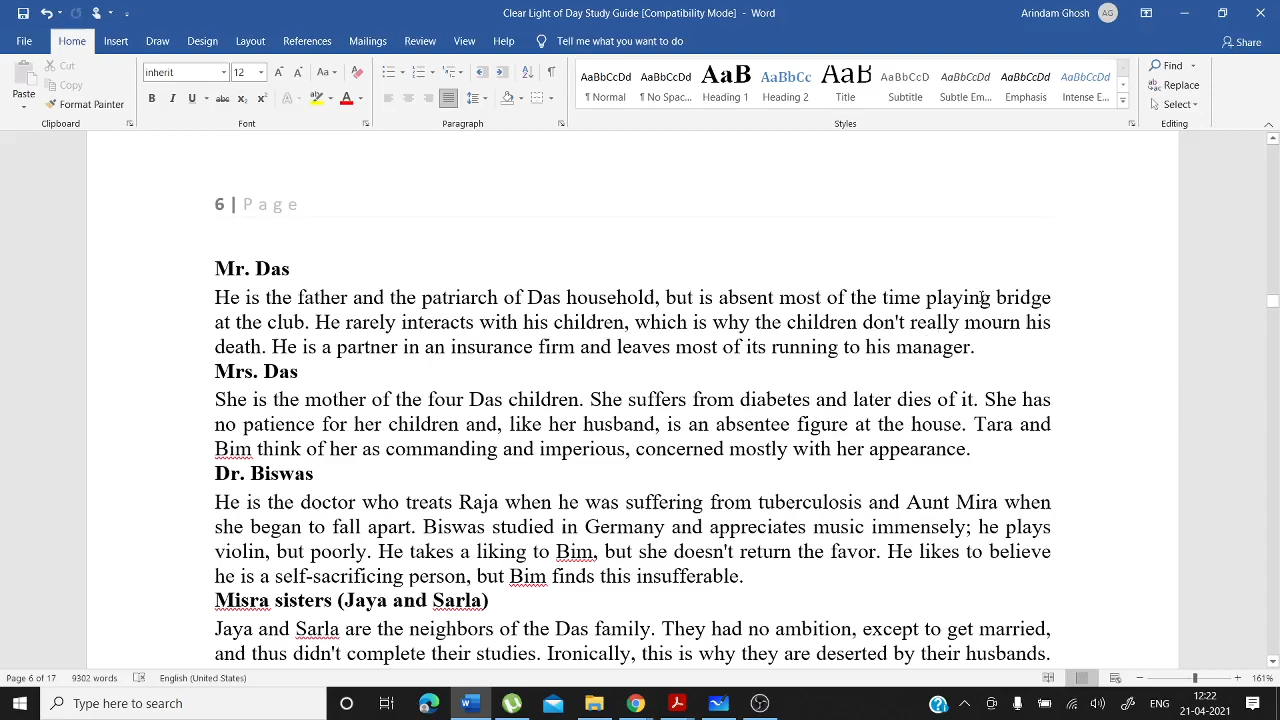 Clear Light of Day Study Guide [Compatibility Mode] - Word
Arindam Ghosh AG
File Home Insert Draw Design Layout References Mailings Review View Help Tell me what you want to do Share
Paste Cut Copy Format Painter
inherit 12 Aa
B I U abc x₂ x² A A
AaBbCcDd AaBbCcDd AaB AaBbCc AaB AaBbCcD AaBbCcDd AaBbCcDd AaBbCcDd
¶ Normal ¶ No Spac... Heading 1 Heading 2 Title Subtitle Subtle Em... Emphasis Intense E...
Find Replace Select
Clipboard Font Paragraph Styles Editing
6 | Page
Mr. Das
He is the father and the patriarch of Das household, but is absent most of the time playing bridge
at the club. He rarely interacts with his children, which is why the children don't really mourn his
death. He is a partner in an insurance firm and leaves most of its running to his manager.
Mrs. Das
She is the mother of the four Das children. She suffers from diabetes and later dies of it. She has
no patience for her children and, like her husband, is an absentee figure at the house. Tara and
Bim think of her as commanding and imperious, concerned mostly with her appearance.
Dr. Biswas
He is the doctor who treats Raja when he was suffering from tuberculosis and Aunt Mira when
she began to fall apart. Biswas studied in Germany and appreciates music immensely; he plays
violin, but poorly. He takes a liking to Bim, but she doesn't return the favor. He likes to believe
he is a self-sacrificing person, but Bim finds this insufferable.
Misra sisters (Jaya and Sarla)
Jaya and Sarla are the neighbors of the Das family. They had no ambition, except to get married,
and thus didn't complete their studies. Ironically, this is why they are deserted by their husbands.
Page 6 of 17 9302 words English (United States) 161%
Type here to search
ENG
12:22
21-04-2021